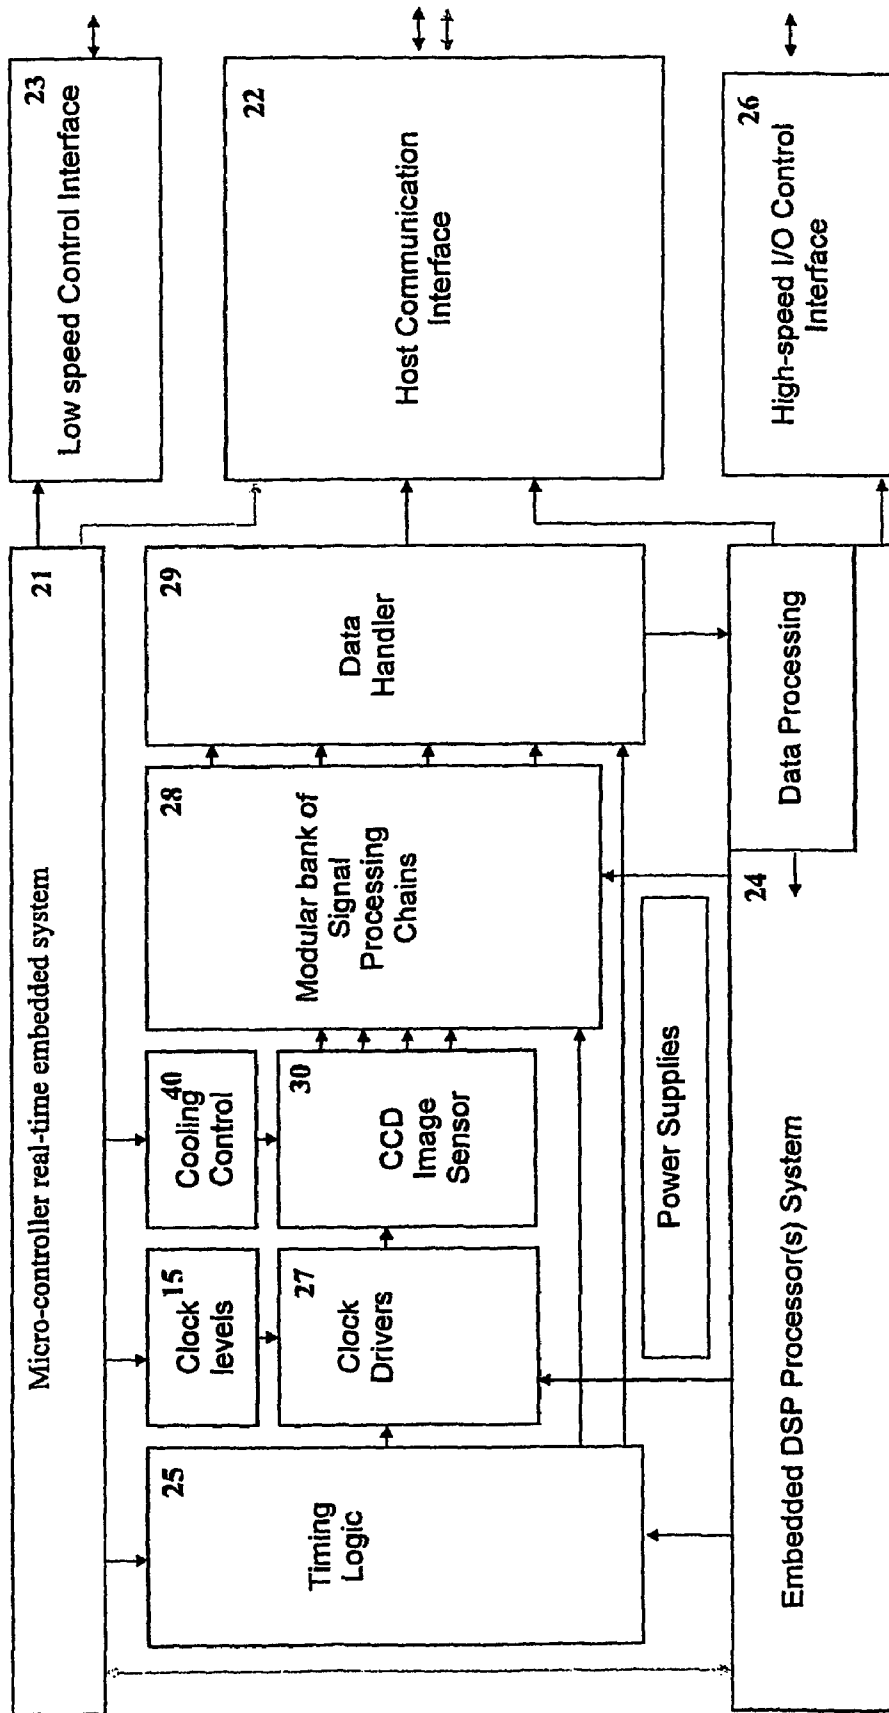 Micro-controller real-time embedded system
21
Low speed Control Interface
23
Timing
Logic
25
Clock
levels
15
Clock
Drivers
27
Cooling
Control
40
CCD
Image
Sensor
30
Modular bank of
Signal
Processing
Chains
28
Data
Handler
29
Host Communication
Interface
22
Power Supplies
Embedded DSP Processor(s) System
24
Data Processing
High-speed I/O Control
Interface
26